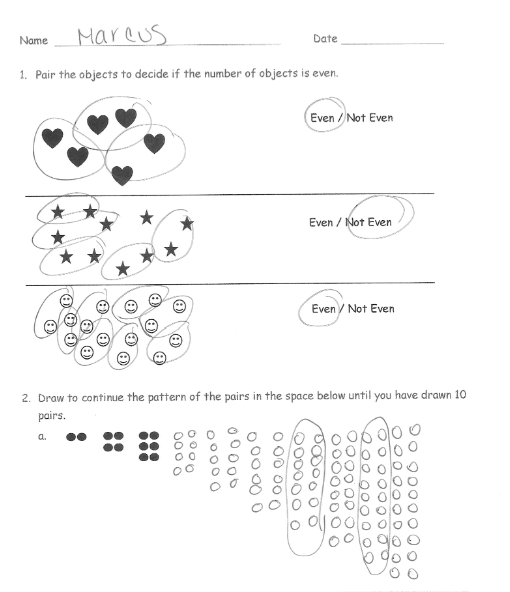 Name Marcus Date
1. Pair the objects to decide if the number of objects is even.
Even / Not Even
Even / Not Even
Even / Not Even
2. Draw to continue the pattern of the pairs in the space below until you have drawn 10
pairs.
a.